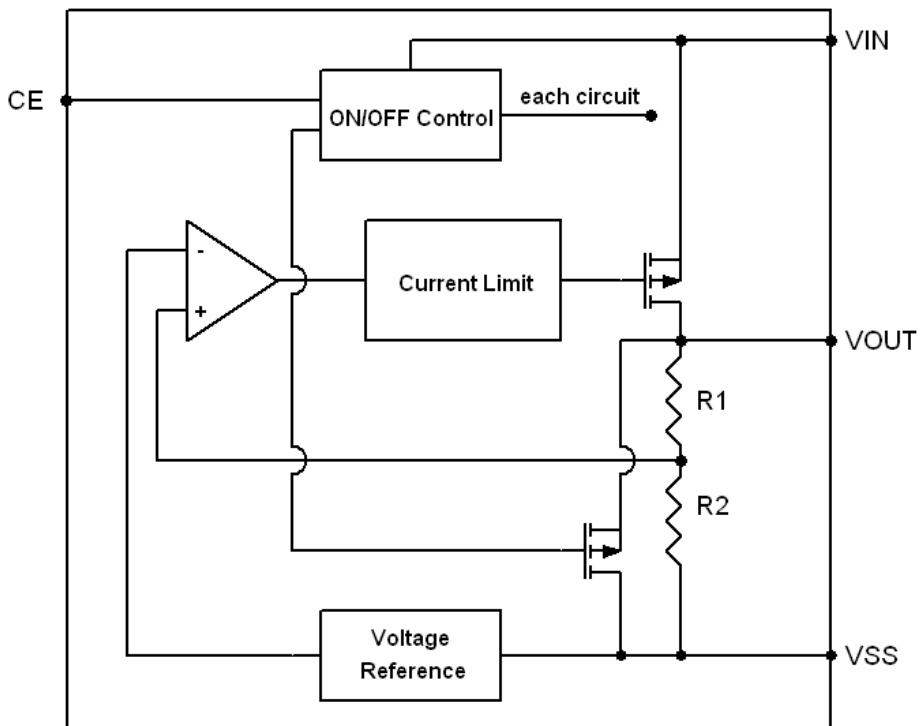 VIN
CE
each circuit
ON/OFF Control
-
Current Limit
+
VOUT
R1
R2
Voltage
Reference
VSS